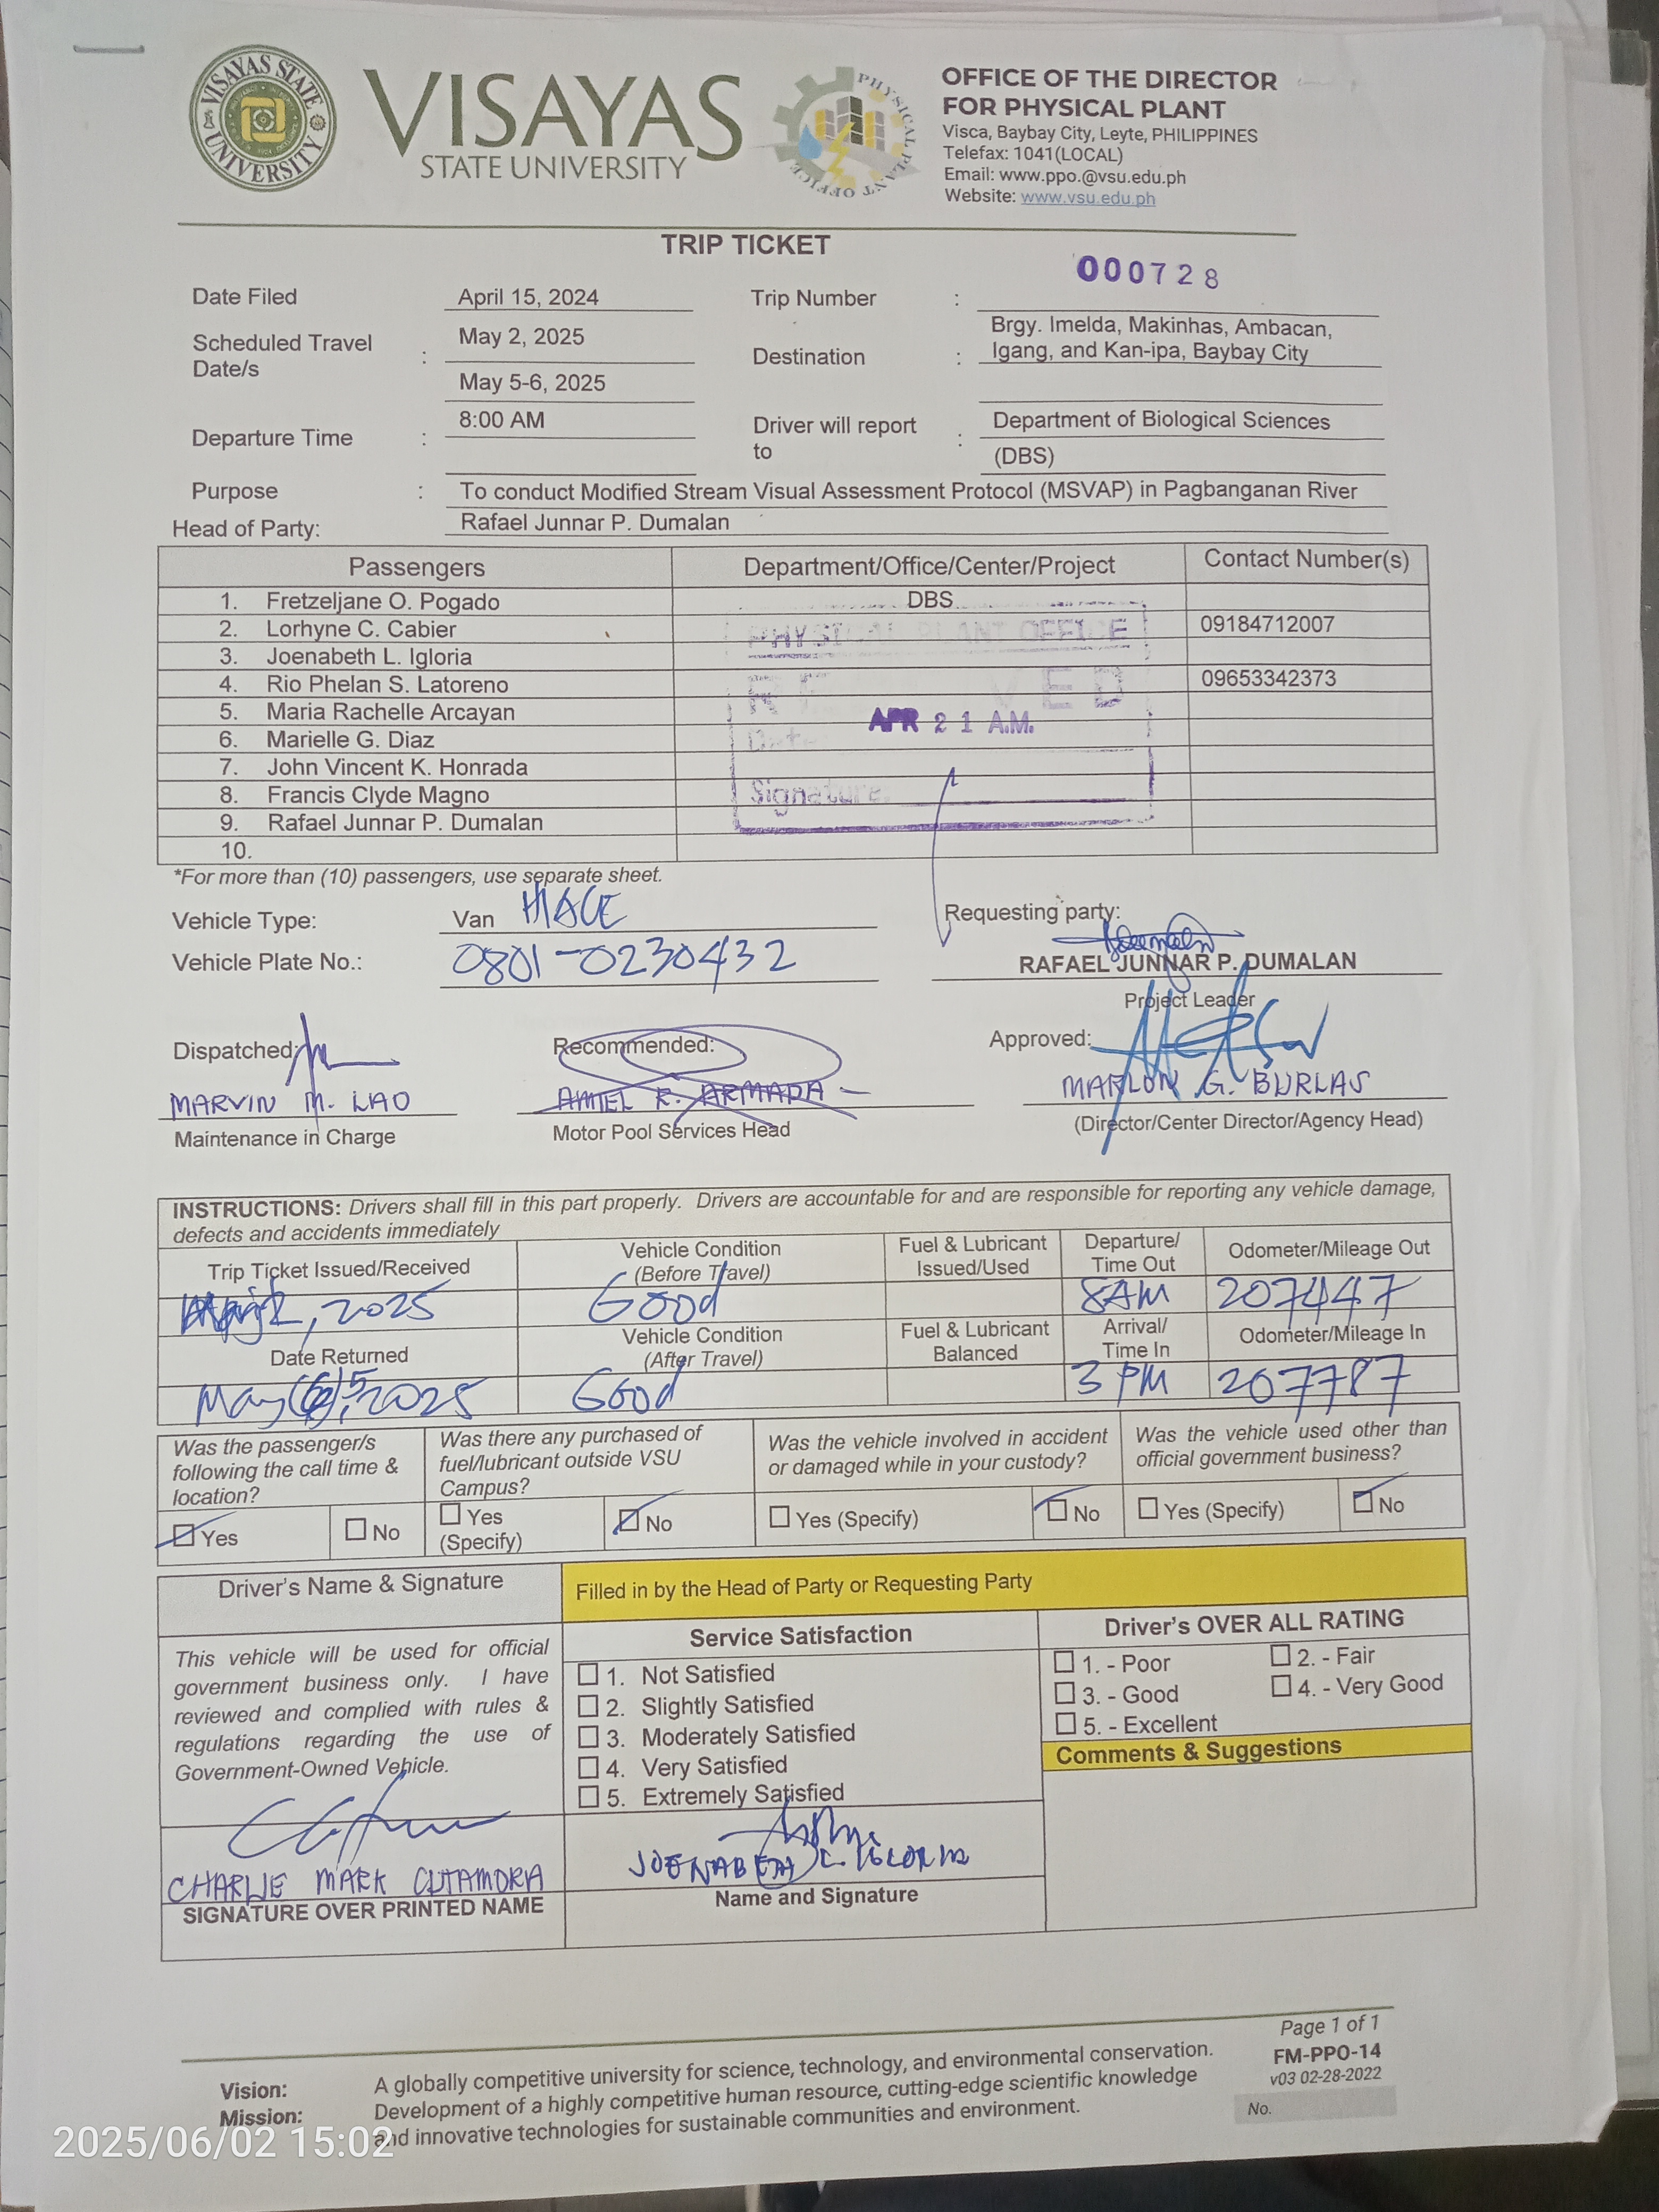 VISAYAS STATE UNIVERSITY
VISAYAS
STATE UNIVERSITY
PHYSICAL PLANT OFFICE
OFFICE OF THE DIRECTOR
FOR PHYSICAL PLANT
Visca, Baybay City, Leyte, PHILIPPINES
Telefax: 1041(LOCAL)
Email: www.ppo.@vsu.edu.ph
Website: www.vsu.edu.ph
TRIP TICKET
000728
Date Filed April 15, 2024 Trip Number :
Scheduled Travel Date/s : May 2, 2025 Destination : Brgy. Imelda, Makinhas, Ambacan,
Igang, and Kan-ipa, Baybay City
May 5-6, 2025
Departure Time : 8:00 AM Driver will report to : Department of Biological Sciences
(DBS)
Purpose : To conduct Modified Stream Visual Assessment Protocol (MSVAP) in Pagbanganan River
Head of Party: Rafael Junnar P. Dumalan
Passengers Department/Office/Center/Project Contact Number(s)
1. Fretzeljane O. Pogado DBS
2. Lorhyne C. Cabier 09184712007
3. Joenabeth L. Igloria
4. Rio Phelan S. Latoreno 09653342373
5. Maria Rachelle Arcayan
6. Marielle G. Diaz
7. John Vincent K. Honrada
8. Francis Clyde Magno
9. Rafael Junnar P. Dumalan
10.
PHYSICAL PLANT OFFICE
APR 21 A.M.
Signature
*For more than (10) passengers, use separate sheet.
Vehicle Type: Van HIACE Requesting party:
Vehicle Plate No.: 0801-0230432 RAFAEL JUNNAR P. DUMALAN
Project Leader
Dispatched: Recommended: Approved:
MARVIN M. LAO AMIEL R. ARMADA MARLON G. BURLAS
Maintenance in Charge Motor Pool Services Head (Director/Center Director/Agency Head)
INSTRUCTIONS: Drivers shall fill in this part properly. Drivers are accountable for and are responsible for reporting any vehicle damage,
defects and accidents immediately
Trip Ticket Issued/Received Vehicle Condition (Before Travel) Fuel & Lubricant Issued/Used Departure/ Time Out Odometer/Mileage Out
2, 2025 Good 8AM 207447
Date Returned Vehicle Condition (After Travel) Fuel & Lubricant Balanced Arrival/ Time In Odometer/Mileage In
May 5, 2025 Good 3 PM 207787
Was the passenger/s following the call time & location?
Was there any purchased of fuel/lubricant outside VSU Campus?
Was the vehicle involved in accident or damaged while in your custody?
Was the vehicle used other than official government business?
Yes No Yes (Specify) No Yes (Specify) No Yes (Specify) No
Driver's Name & Signature
Filled in by the Head of Party or Requesting Party
This vehicle will be used for official
government business only. I have
reviewed and complied with rules &
regulations regarding the use of
Government-Owned Vehicle.
CHARLIE MARK CUTAMORA
SIGNATURE OVER PRINTED NAME
Service Satisfaction
1. Not Satisfied
2. Slightly Satisfied
3. Moderately Satisfied
4. Very Satisfied
5. Extremely Satisfied
JOENABETH L. IGLORIA
Name and Signature
Driver's OVER ALL RATING
1. - Poor 2. - Fair
3. - Good 4. - Very Good
5. - Excellent
Comments & Suggestions
Page 1 of 1
FM-PPO-14
v03 02-28-2022
No.
Vision: A globally competitive university for science, technology, and environmental conservation.
Mission: Development of a highly competitive human resource, cutting-edge scientific knowledge
and innovative technologies for sustainable communities and environment.
2025/06/02 15:02